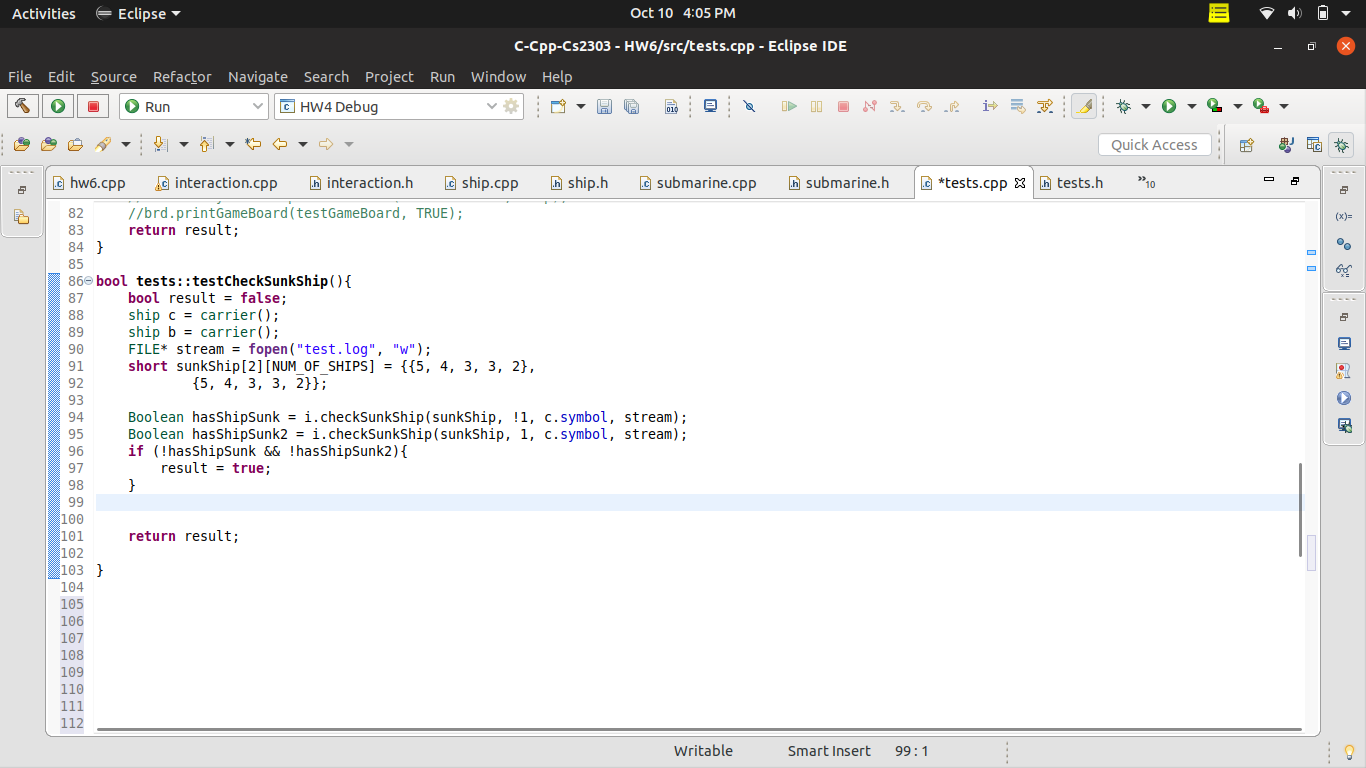 Activities Eclipse Oct 10 4:05 PM
C-Cpp-Cs2303 - HW6/src/tests.cpp - Eclipse IDE
File Edit Source Refactor Navigate Search Project Run Window Help
Run HW4 Debug
Quick Access
hw6.cpp interaction.cpp interaction.h ship.cpp ship.h submarine.cpp submarine.h *tests.cpp tests.h »10
82 //brd.printGameBoard(testGameBoard, TRUE);
83 return result;
84 }
85
86 bool tests::testCheckSunkShip(){
87 bool result = false;
88 ship c = carrier();
89 ship b = carrier();
90 FILE* stream = fopen("test.log", "w");
91 short sunkShip[2][NUM_OF_SHIPS] = {{5, 4, 3, 3, 2},
92 {5, 4, 3, 3, 2}};
93
94 Boolean hasShipSunk = i.checkSunkShip(sunkShip, !1, c.symbol, stream);
95 Boolean hasShipSunk2 = i.checkSunkShip(sunkShip, 1, c.symbol, stream);
96 if (!hasShipSunk && !hasShipSunk2){
97 result = true;
98 }
99
100
101 return result;
102
103 }
104
105
106
107
108
109
110
111
112
Writable Smart Insert 99 : 1